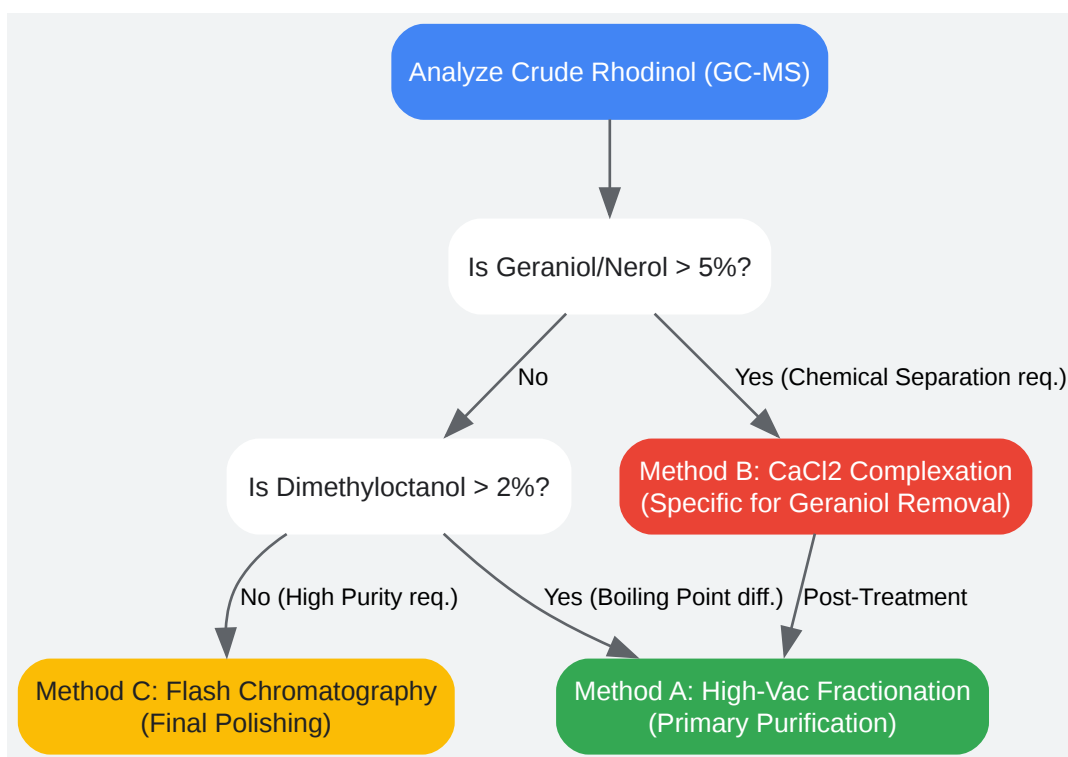 Analyze Crude Rhodinol (GC-MS)
Is Geraniol/Nerol > 5%?
No
Yes (Chemical Separation req.)
Is Dimethyloctanol > 2%?
Method B: CaCl2 Complexation
(Specific for Geraniol Removal)
No (High Purity req.)
Yes (Boiling Point diff.)
Post-Treatment
Method C: Flash Chromatography
(Final Polishing)
Method A: High-Vac Fractionation
(Primary Purification)